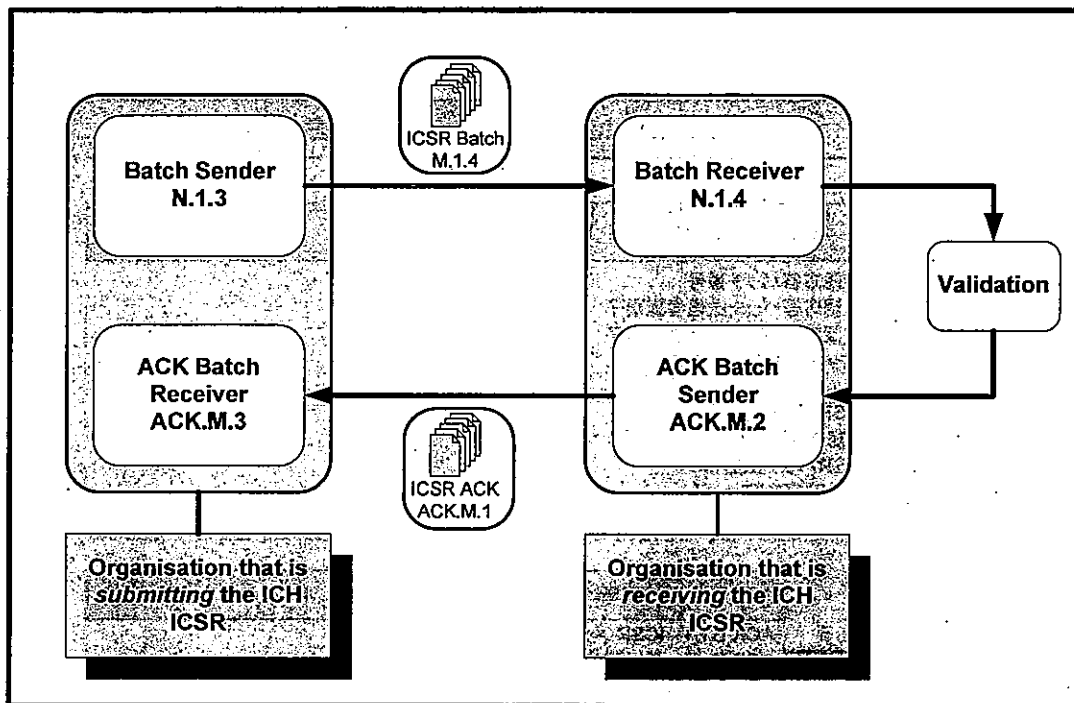 ICSR Batch
M.1.4
Batch Sender
N.1.3
Batch Receiver
N.1.4
Validation
ACK Batch
Receiver
ACK.M.3
ACK Batch
Sender
ACK.M.2
ICSR ACK
ACK.M.1
Organisation that is
submitting the ICH
ICSR
Organisation that is
receiving the ICH
ICSR